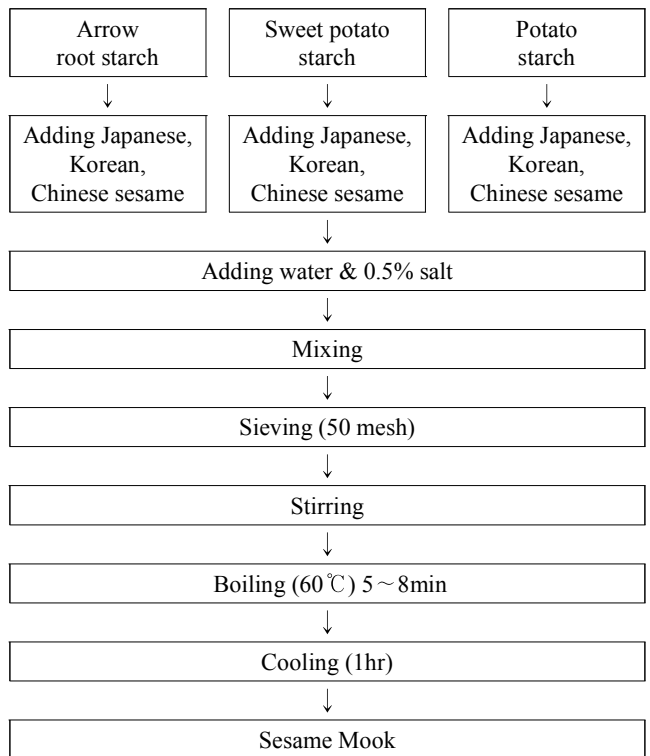 Arrow
root starch
Sweet potato
starch
Potato
starch
↓ ↓ ↓
Adding Japanese,
Korean,
Chinese sesame
Adding Japanese,
Korean,
Chinese sesame
Adding Japanese,
Korean,
Chinese sesame
↓
Adding water & 0.5% salt
↓
Mixing
↓
Sieving (50 mesh)
↓
Stirring
↓
Boiling (60℃) 5～8min
↓
Cooling (1hr)
↓
Sesame Mook